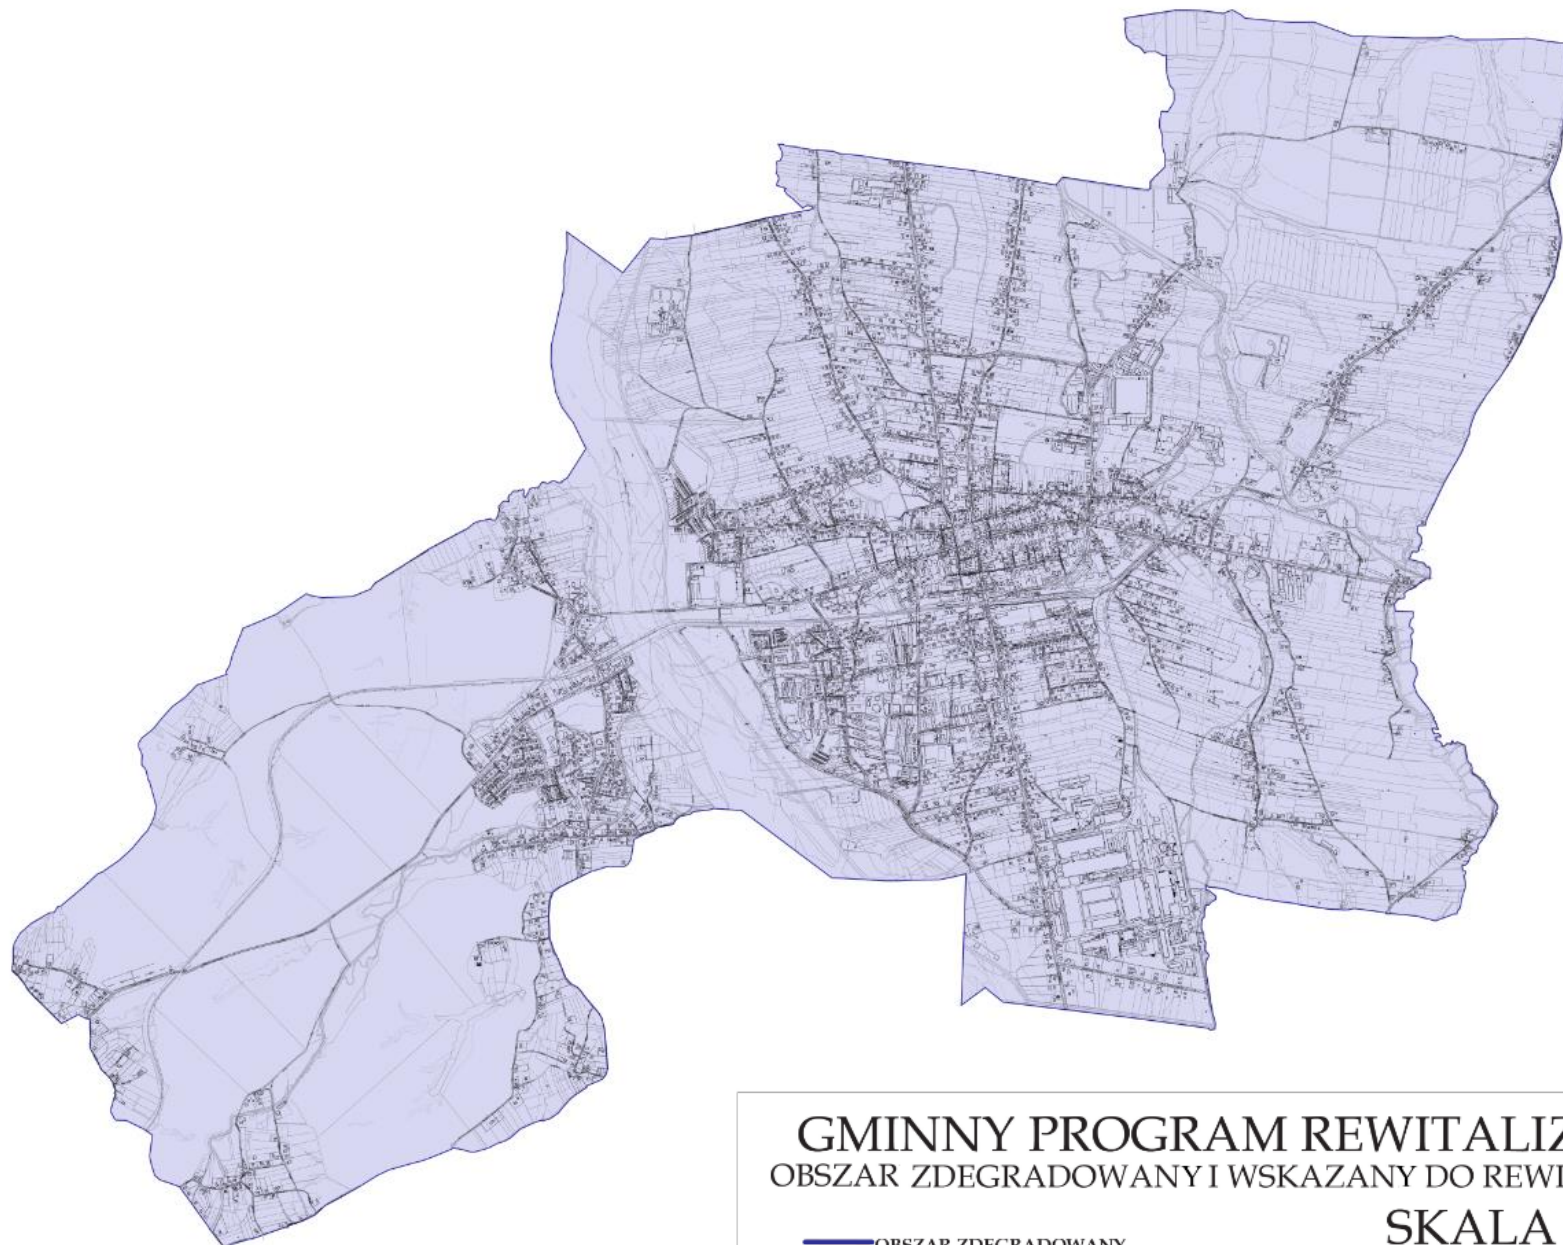 GMINNY PROGRAM REWITALIZ
OBSZAR ZDEGRADOWANY I WSKAZANY DO REWI
SKALA
OBSZAR ZDEGRADOWANY